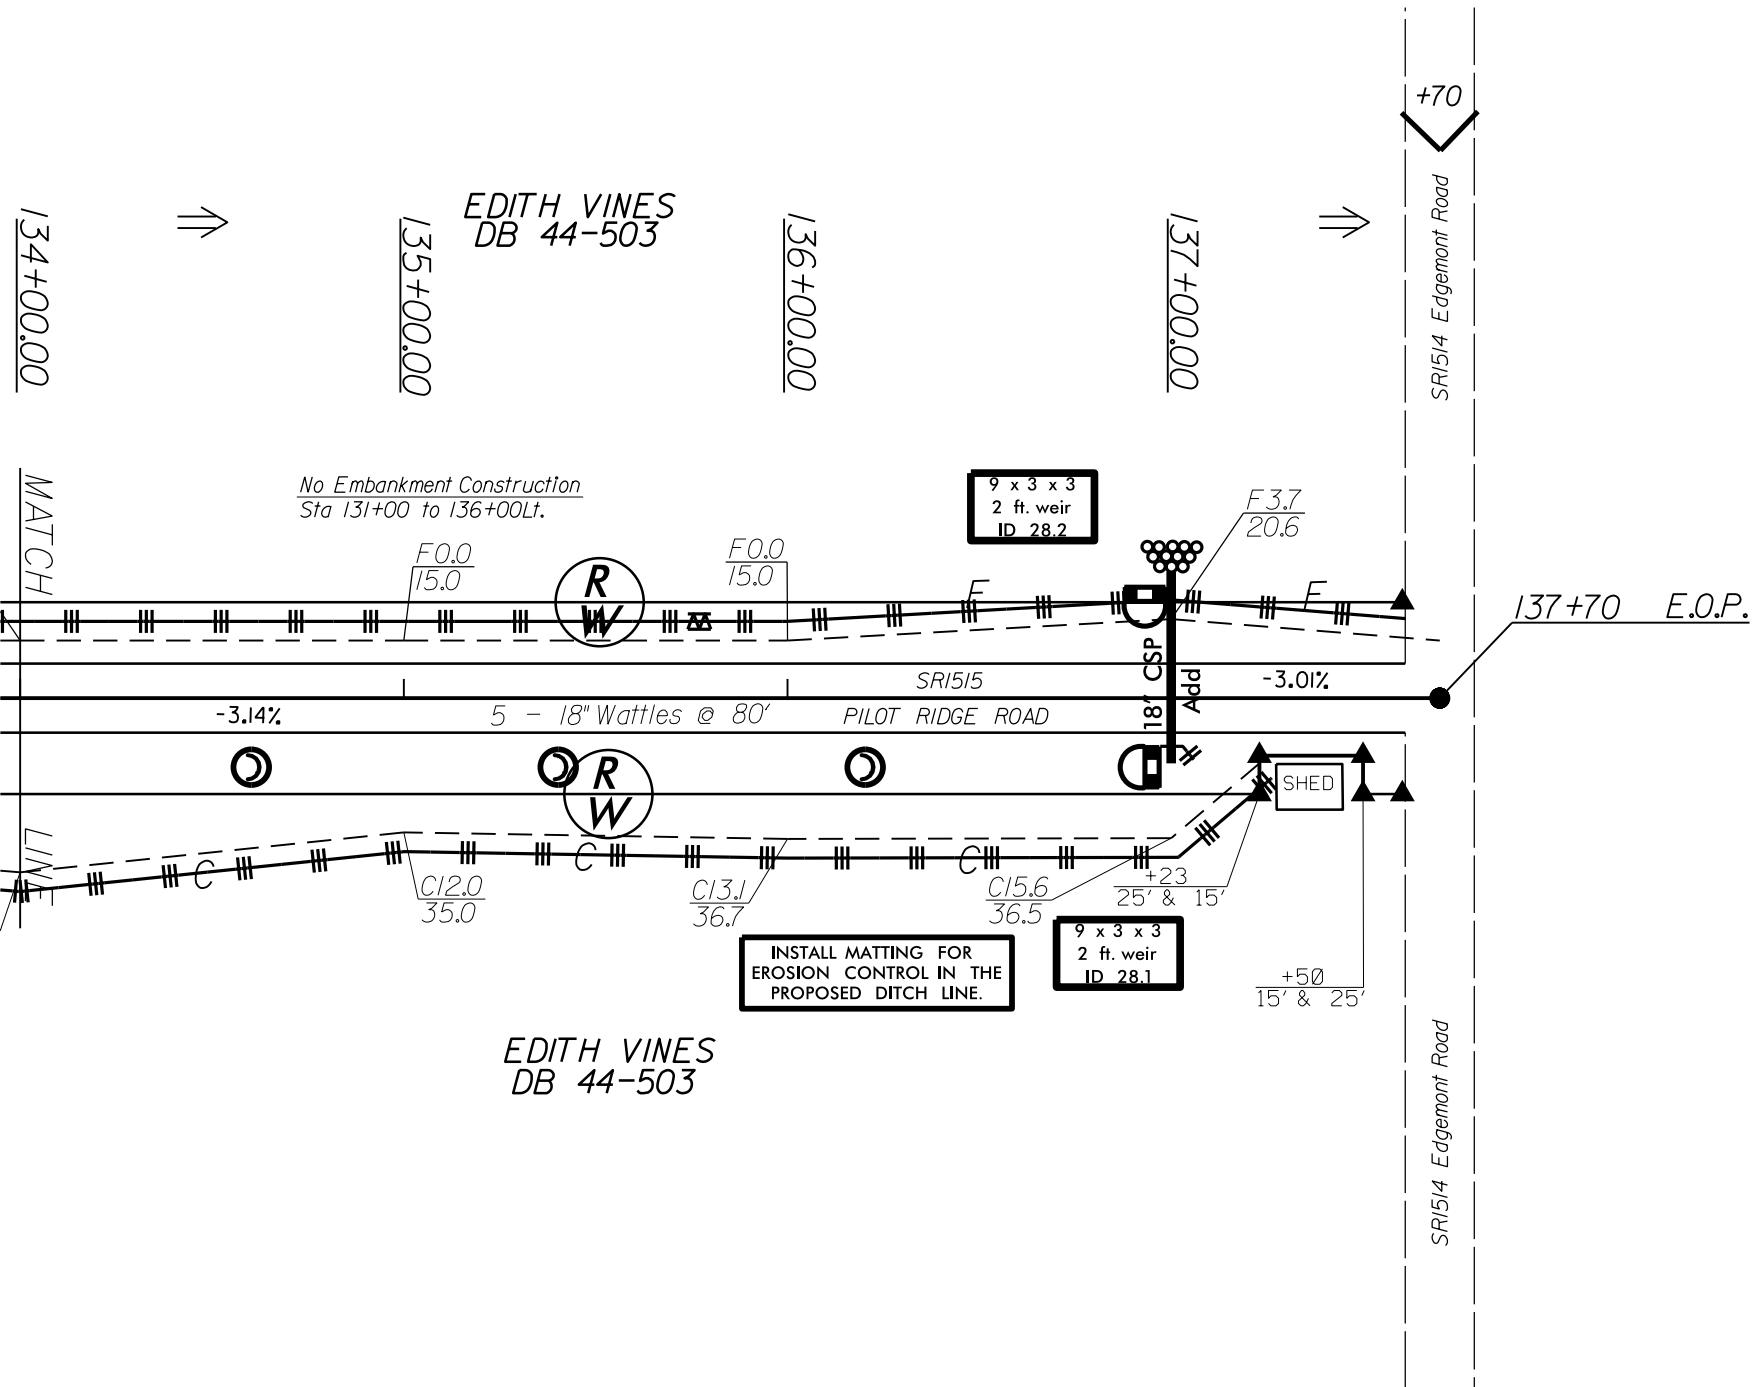 +70
SR1514 Edgemont Road
EDITH VINES
DB 44-503
134+00.00
135+00.00
136+00.00
137+00.00
MATCH
No Embankment Construction
Sta 131+00 to 136+00Lt.
9 x 3 x 3
2 ft. weir
ID 28.2
F3.7
20.6
F0.0
15.0
F0.0
15.0
R
W
F
F
137+70 E.O.P.
18" CSP
Add
SR1515
-3.01%
-3.14%
5 - 18" Wattles @ 80'
PILOT RIDGE ROAD
R
W
SHED
LINE
C
C
C
C12.0
35.0
C13.1
36.7
C15.6
36.5
+23
25' & 15'
INSTALL MATTING FOR
EROSION CONTROL IN THE
PROPOSED DITCH LINE.
9 x 3 x 3
2 ft. weir
ID 28.1
+50
15' & 25'
EDITH VINES
DB 44-503
SR1514 Edgemont Road